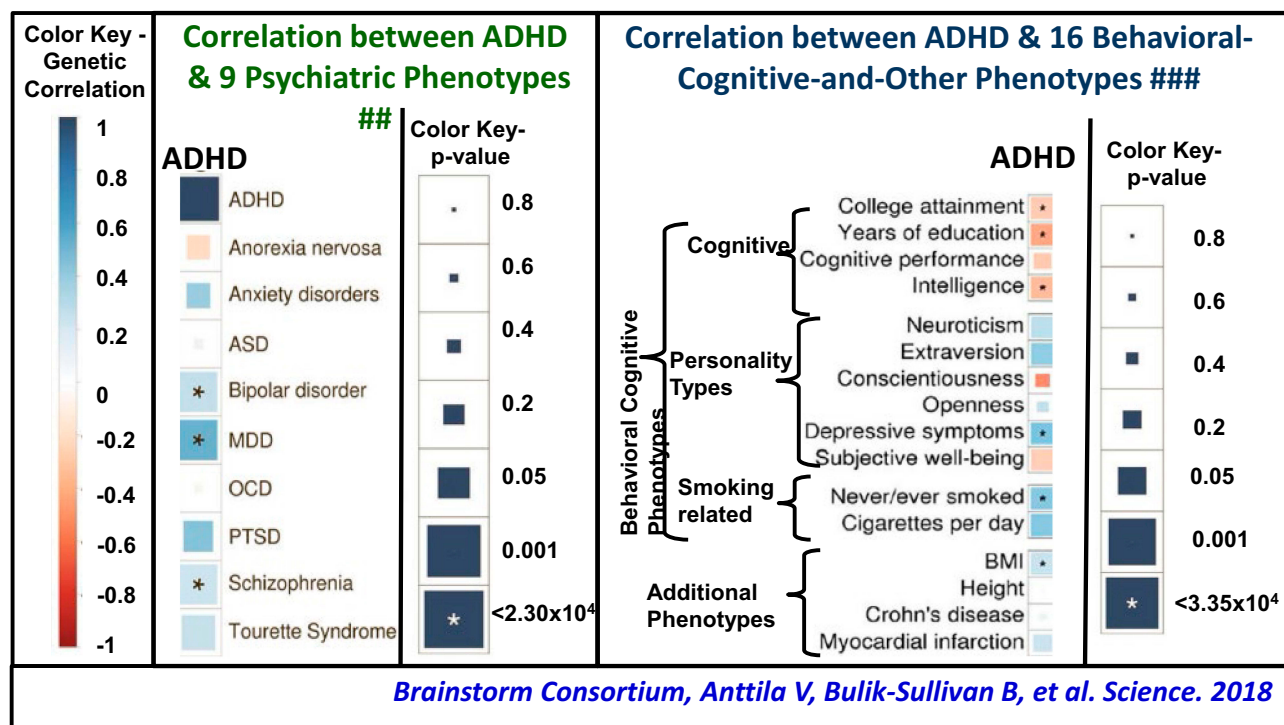 Color Key -
Genetic
Correlation
1
0.8
0.6
0.4
0.2
0
-0.2
-0.4
-0.6
-0.8
-1
Correlation between ADHD
& 9 Psychiatric Phenotypes
##
ADHD
ADHD
Anorexia nervosa
Anxiety disorders
ASD
* Bipolar disorder
* MDD
OCD
PTSD
* Schizophrenia
Tourette Syndrome
Color Key-
p-value
0.8
0.6
0.4
0.2
0.05
0.001
* <2.30x10⁴
Correlation between ADHD & 16 Behavioral-
Cognitive-and-Other Phenotypes ###
ADHD
Behavioral Cognitive
Phenotypes
Cognitive
College attainment *
Years of education *
Cognitive performance
Intelligence *
Personality
Types
Neuroticism
Extraversion
Conscientiousness
Openness
Depressive symptoms *
Subjective well-being
Smoking
related
Never/ever smoked *
Cigarettes per day
Additional
Phenotypes
BMI *
Height
Crohn's disease
Myocardial infarction
Color Key-
p-value
0.8
0.6
0.4
0.2
0.05
0.001
* <3.35x10⁴
Brainstorm Consortium, Anttila V, Bulik-Sullivan B, et al. Science. 2018